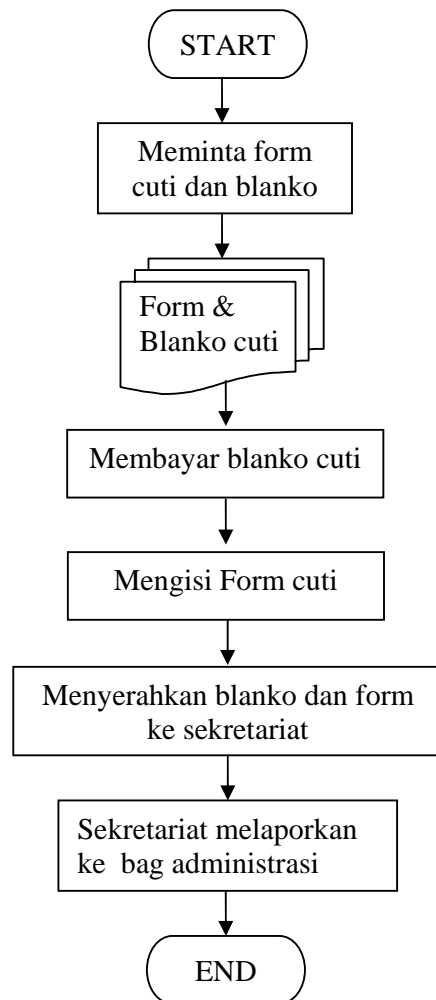 START
Meminta form
cuti dan blanko
Form &
Blanko cuti
Membayar blanko cuti
Mengisi Form cuti
Menyerahkan blanko dan form
ke sekretariat
Sekretariat melaporkan
ke bag administrasi
END